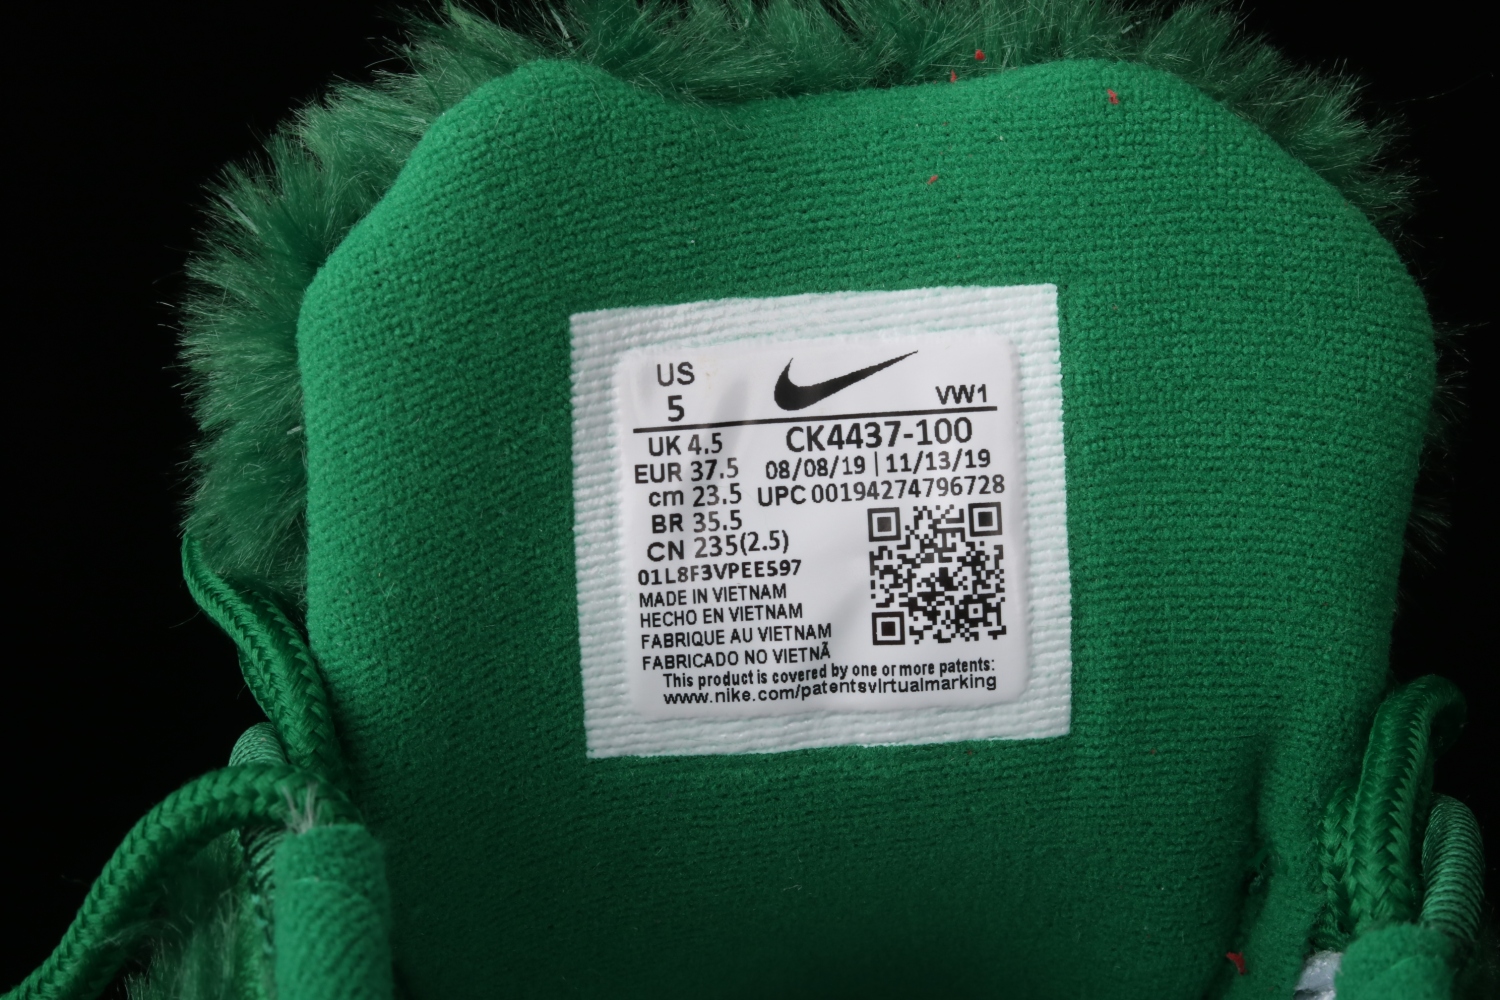 US
5
VW1
UK 4.5
CK4437-100
EUR 37.5
08/08/19 | 11/13/19
cm 23.5
UPC 00194274796728
BR 35.5
CN 235(2.5)
01L8F3VPEE597
MADE IN VIETNAM
HECHO EN VIETNAM
FABRIQUE AU VIETNAM
FABRICADO NO VIETNÃ
This product is covered by one or more patents:
www.nike.com/patentsvirtualmarking